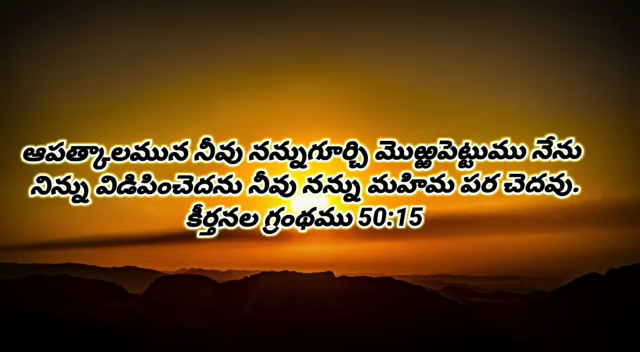 ఆపత్కాలమున నీవు నన్నుగూర్చి మొఱ్ఱపెట్టుము నేను
నిన్ను విడిపించెదను నీవు నన్ను మహిమ పర చెదవు.
కీర్తనల గ్రంథము 50:15